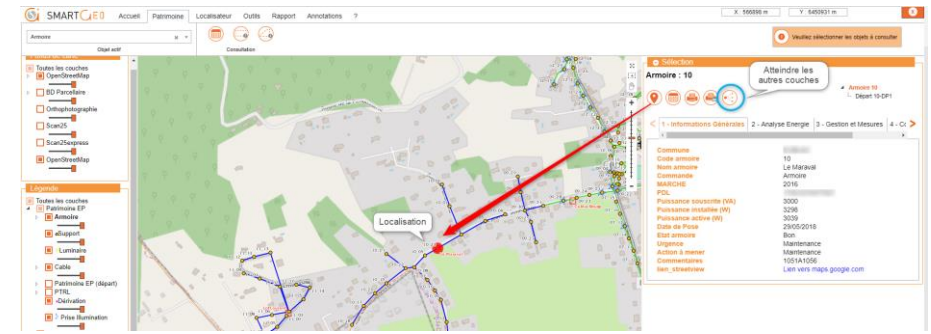 SMARTGEO
Accueil Patrimoine Localisateur Outils Rapport Annotations ?
X : 566898 m Y : 6450931 m
Armoire
Objet actif
Consultation
Veuillez sélectionner les objets à consulter
Toutes les couches
OpenStreetMap
BD Parcellaire
Orthophotographie
Scan25
Scan25express
OpenStreetMap
Légende
Toutes les couches
Patrimoine EP
Armoire
Support
Luminaire
Cable
Patrimoine EP (départ)
PTRL
Dérivation
Prise Illumination
Localisation
Sélection
Armoire : 10
Atteindre les
autres couches
Armoire 10
Départ 10-DP1
1 - Informations Générales 2 - Analyse Energie 3 - Gestion et Mesures
Commune
Code armoire 10
Nom armoire Le Maraval
Commande Armoire
MARCHE 2016
PDL
Puissance souscrite (VA) 3000
Puissance installée (W) 3296
Puissance active (W) 3039
Date de Pose 29/05/2018
Etat armoire Bon
Urgence Maintenance
Action à mener Maintenance
Commentaires 1051A1056
lien_streetview Lien vers maps.google.com